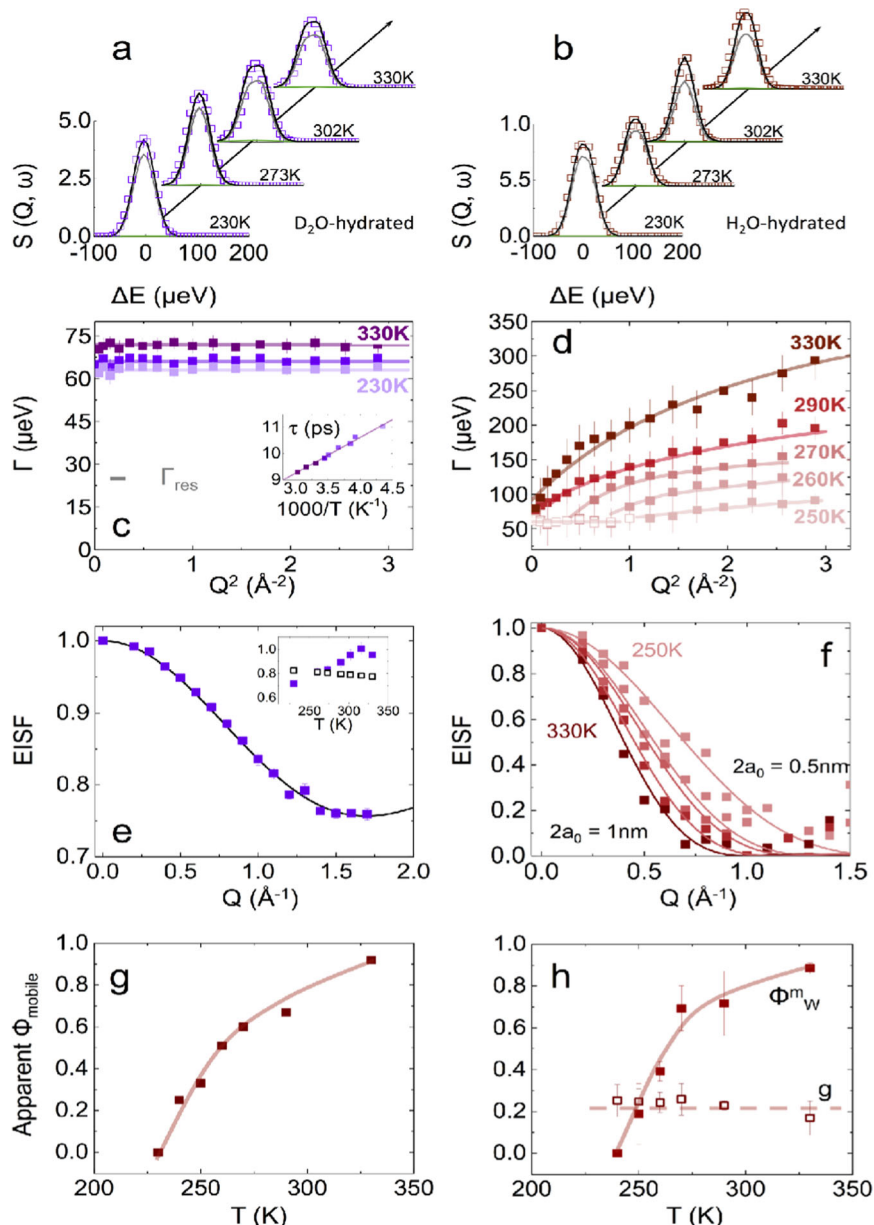 a
330K
302K
273K
230K
D₂O-hydrated
S (Q, ω)
5.0
2.5
0.0
-100 0 100 200
ΔE (µeV)
b
330K
302K
273K
230K
H₂O-hydrated
S (Q, ω)
1.0
5.5
0.0
-100 0 100 200
ΔE (µeV)
c
330K
230K
Γ (µeV)
75
60
45
30
15
0
Γres
τ (ps)
11
10
9
3.0 3.5 4.0 4.5
1000/T (K⁻¹)
0 1 2 3
Q² (Å⁻²)
d
330K
290K
270K
260K
250K
Γ (µeV)
350
300
250
200
150
100
50
0 1 2 3
Q² (Å⁻²)
e
EISF
1.0
0.9
0.8
0.7
1.0
0.8
0.6
250 300 350
T (K)
0.0 0.5 1.0 1.5 2.0
Q (Å⁻¹)
f
250K
330K
2a₀ = 0.5nm
2a₀ = 1nm
EISF
1.0
0.8
0.6
0.4
0.2
0.0
0.0 0.5 1.0 1.5
Q (Å⁻¹)
g
Apparent Φmobile
1.0
0.8
0.6
0.4
0.2
0.0
200 250 300 350
T (K)
h
Φᵐw
g
1.0
0.8
0.6
0.4
0.2
0.0
200 250 300 350
T (K)